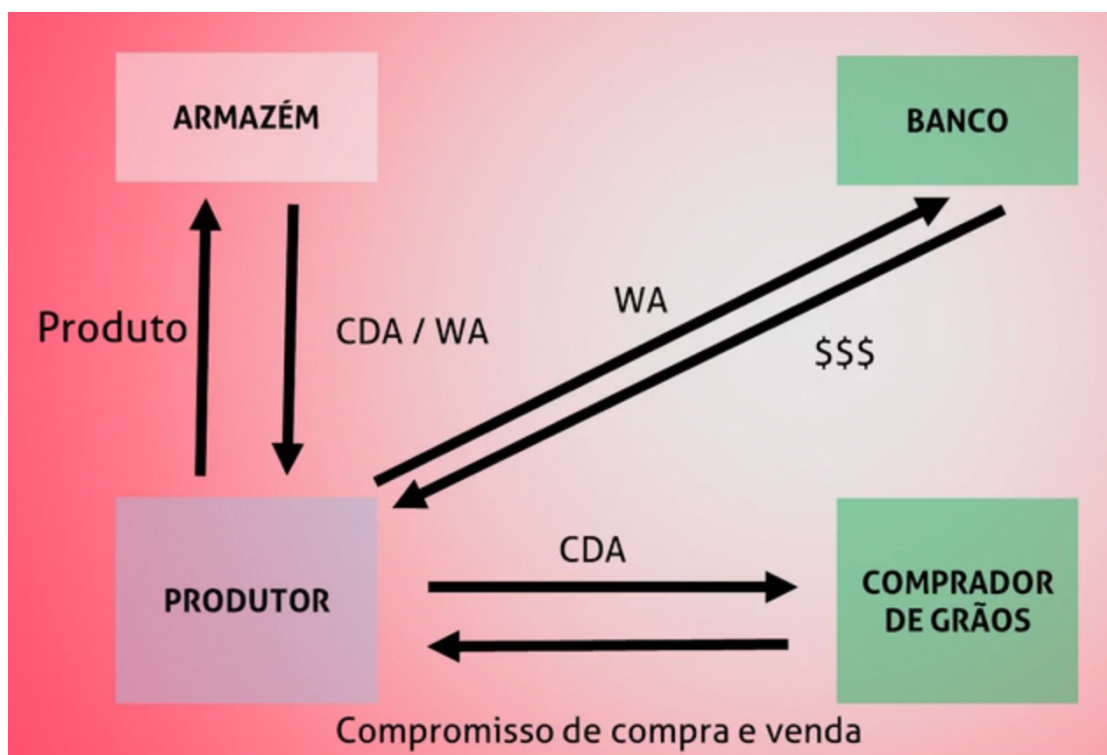 ARMAZÉM
BANCO
Produto
CDA / WA
WA
$$$
PRODUTOR
CDA
COMPRADOR
DE GRÃOS
Compromisso de compra e venda